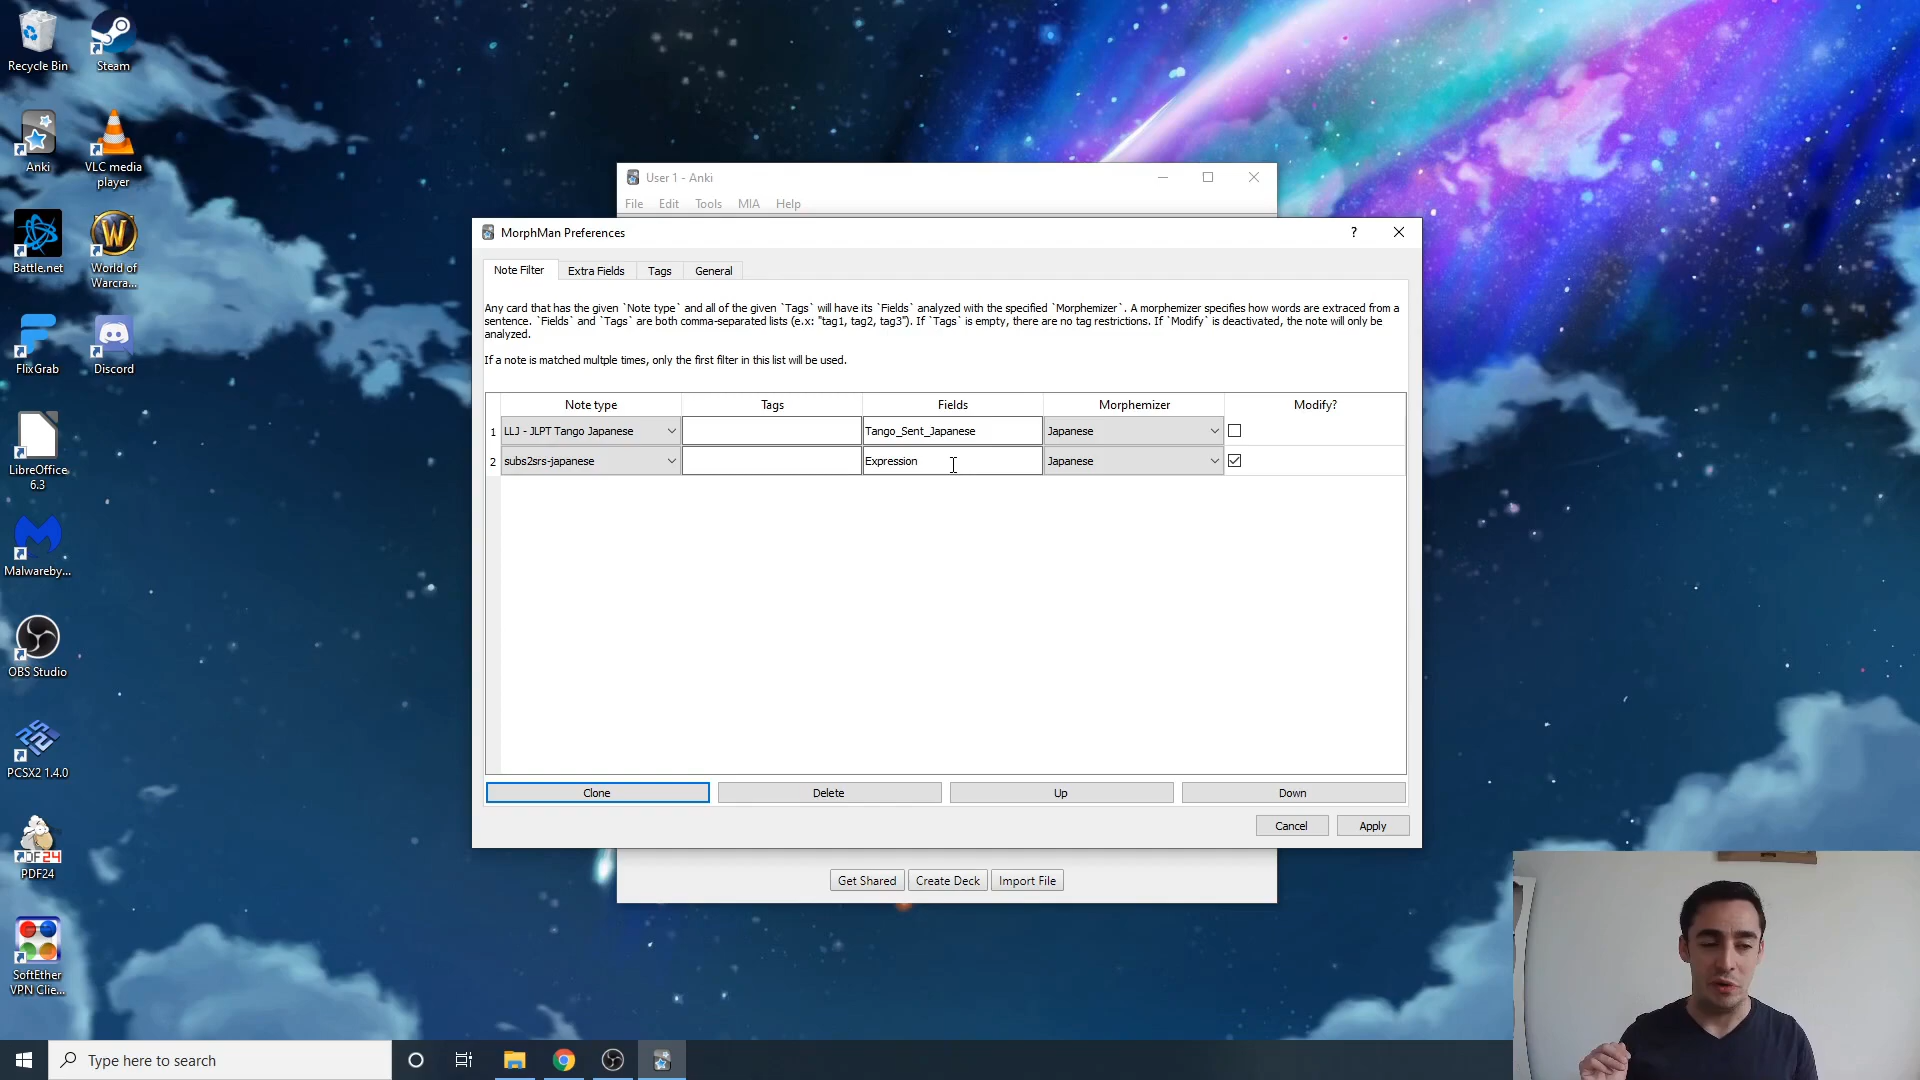 Recycle Bin
Steam
Anki
VLC media
player
Battle.net
World of
Warcra...
FlixGrab
Discord
LibreOffice
6.3
Malwareby...
OBS Studio
PCSX2 1.4.0
PDF24
SoftEther
VPN Clie...
User 1 - Anki
File Edit Tools MIA Help
MorphMan Preferences
?
Note Filter Extra Fields Tags General
Any card that has the given `Note type` and all of the given `Tags` will have its `Fields` analyzed with the specified `Morphemizer`. A morphemizer specifies how words are extraced from a
sentence. `Fields` and `Tags` are both comma-separated lists (e.x: "tag1, tag2, tag3"). If `Tags` is empty, there are no tag restrictions. If `Modify` is deactivated, the note will only be
analyzed.
If a note is matched multple times, only the first filter in this list will be used.
Note type Tags Fields Morphemizer Modify?
1 LLJ - JLPT Tango Japanese Tango_Sent_Japanese Japanese
2 subs2srs-japanese Expression Japanese
Clone Delete Up Down
Cancel Apply
Get Shared Create Deck Import File
Type here to search